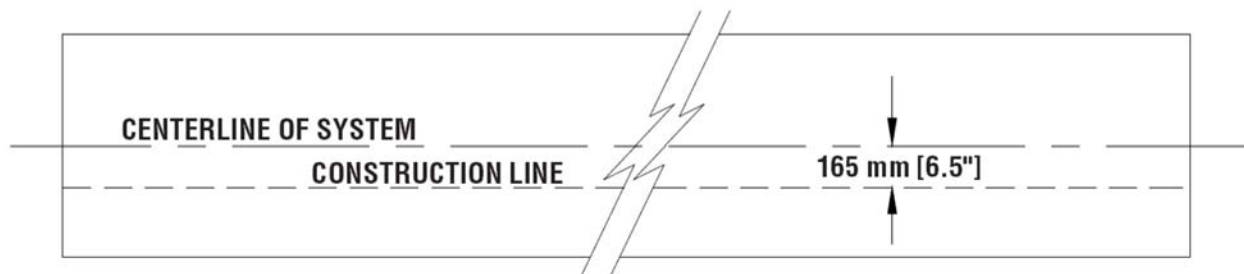 CENTERLINE OF SYSTEM
CONSTRUCTION LINE
165 mm [6.5"]